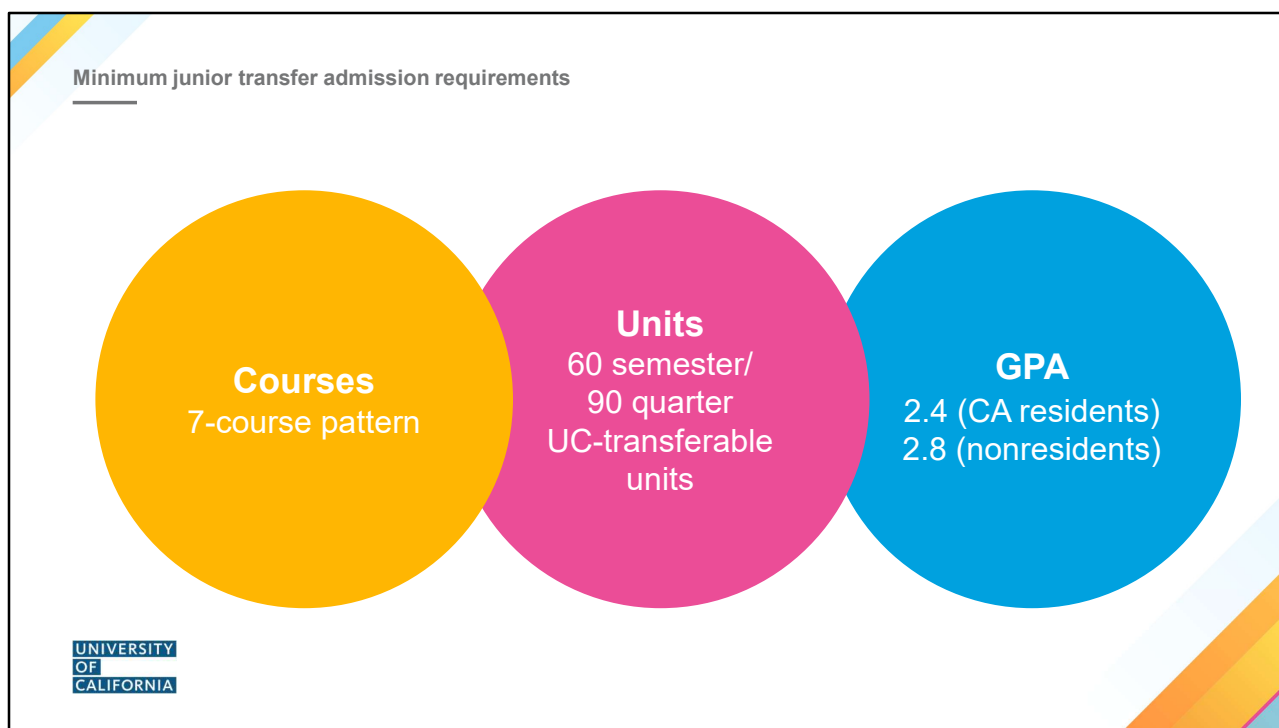 Minimum junior transfer admission requirements
Courses
7-course pattern
Units
60 semester/
90 quarter
UC-transferable
units
GPA
2.4 (CA residents)
2.8 (nonresidents)
UNIVERSITY
OF
CALIFORNIA